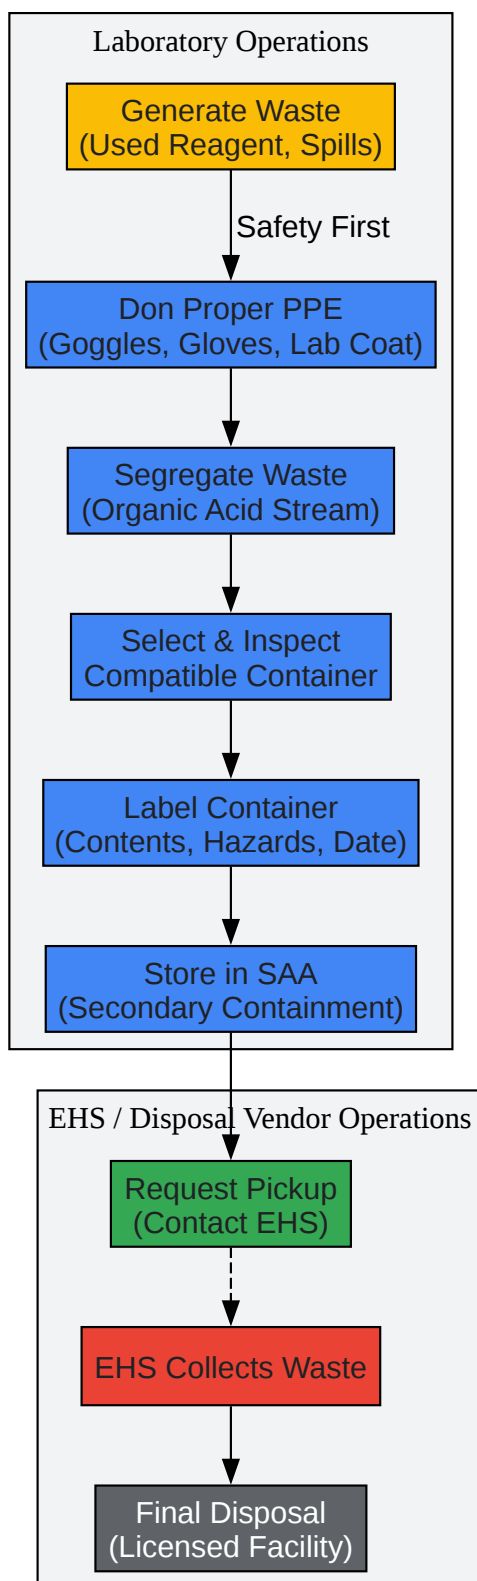 Laboratory Operations
Generate Waste
(Used Reagent, Spills)
Safety First
Don Proper PPE
(Goggles, Gloves, Lab Coat)
Segregate Waste
(Organic Acid Stream)
Select & Inspect
Compatible Container
Label Container
(Contents, Hazards, Date)
Store in SAA
(Secondary Containment)
EHS / Disposal Vendor Operations
Request Pickup
(Contact EHS)
EHS Collects Waste
Final Disposal
(Licensed Facility)